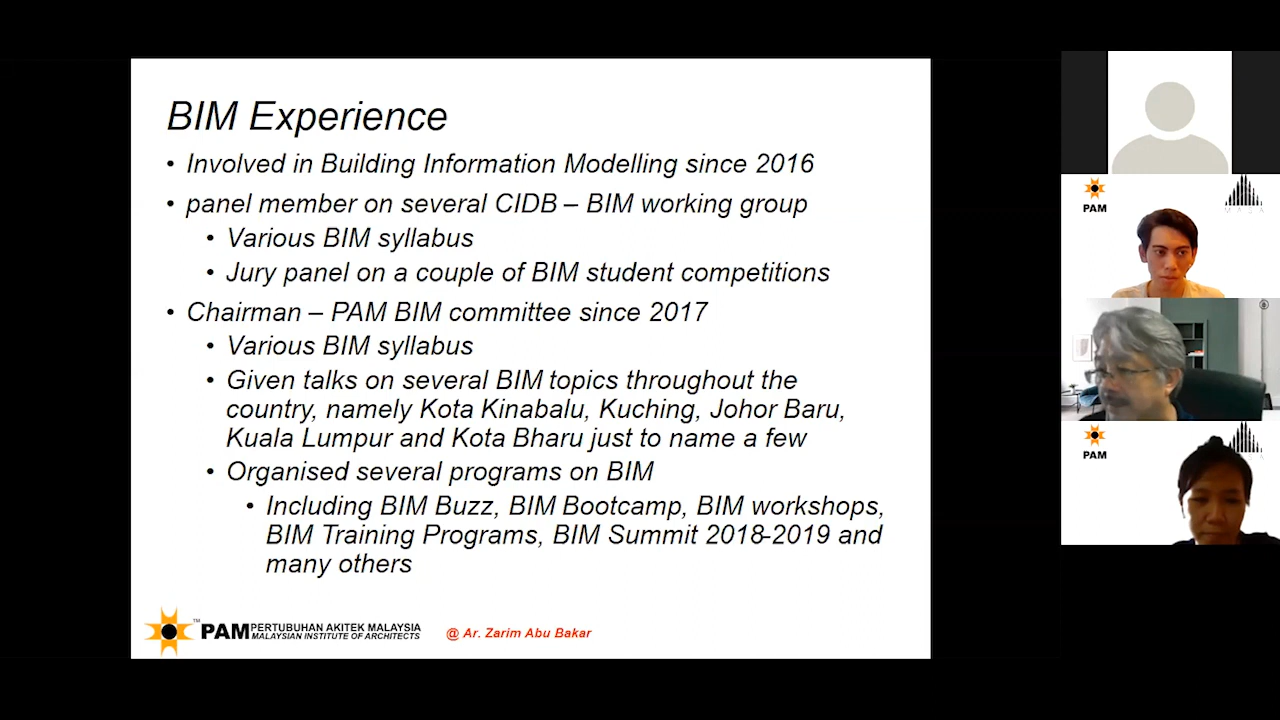 BIM Experience
• Involved in Building Information Modelling since 2016
• panel member on several CIDB – BIM working group
• Various BIM syllabus
• Jury panel on a couple of BIM student competitions
• Chairman – PAM BIM committee since 2017
• Various BIM syllabus
• Given talks on several BIM topics throughout the
country, namely Kota Kinabalu, Kuching, Johor Baru,
Kuala Lumpur and Kota Bharu just to name a few
• Organised several programs on BIM
• Including BIM Buzz, BIM Bootcamp, BIM workshops,
BIM Training Programs, BIM Summit 2018-2019 and
many others
™ PAM PERTUBUHAN AKITEK MALAYSIA
MALAYSIAN INSTITUTE OF ARCHITECTS
@ Ar. Zarim Abu Bakar
PAM
PAM